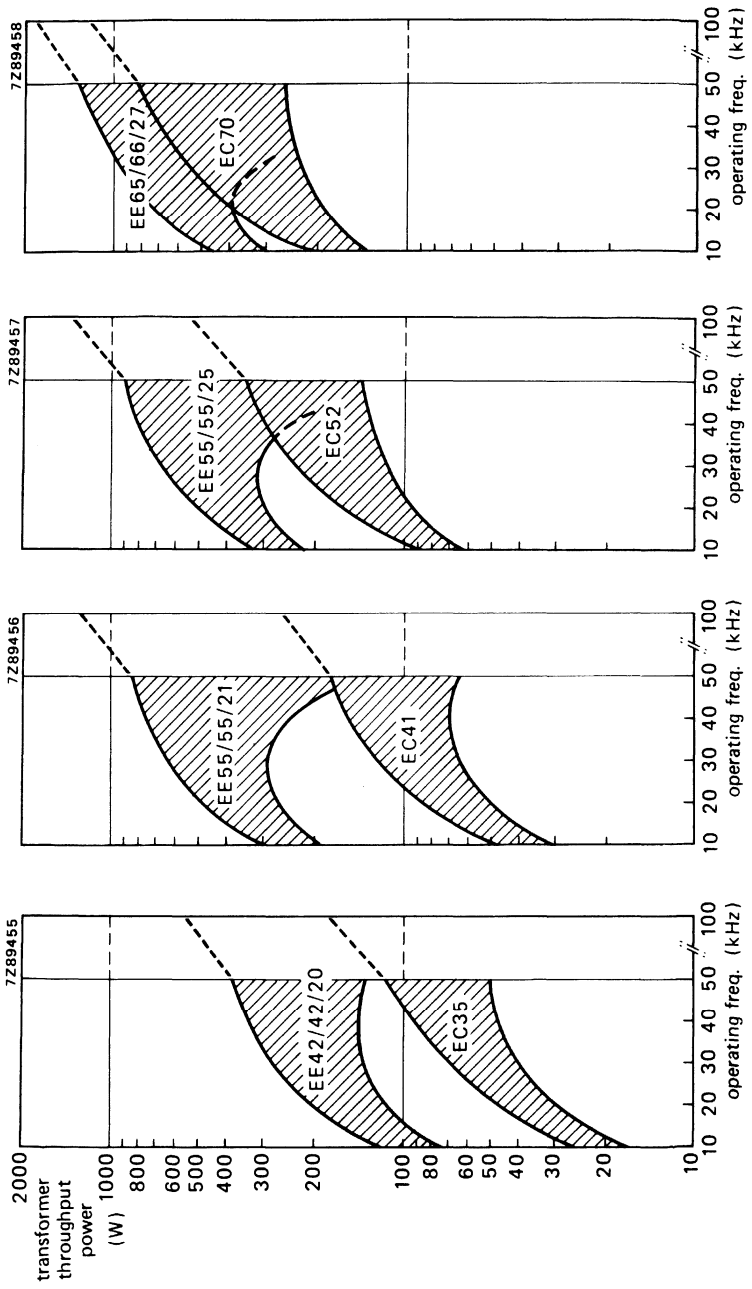 7Z89455
7Z89456
7Z89457
7Z89458
transformer
throughput
power
(W)
2000
1000
800
600
500
400
300
200
100
80
60
50
40
30
20
10
EE42/42/20
EC35
10 20 30 40 50 100
operating freq. (kHz)
EE55/55/21
EC41
10 20 30 40 50 100
operating freq. (kHz)
EE55/55/25
EC52
10 20 30 40 50 100
operating freq. (kHz)
EE65/66/27
EC70
10 20 30 40 50 100
operating freq. (kHz)